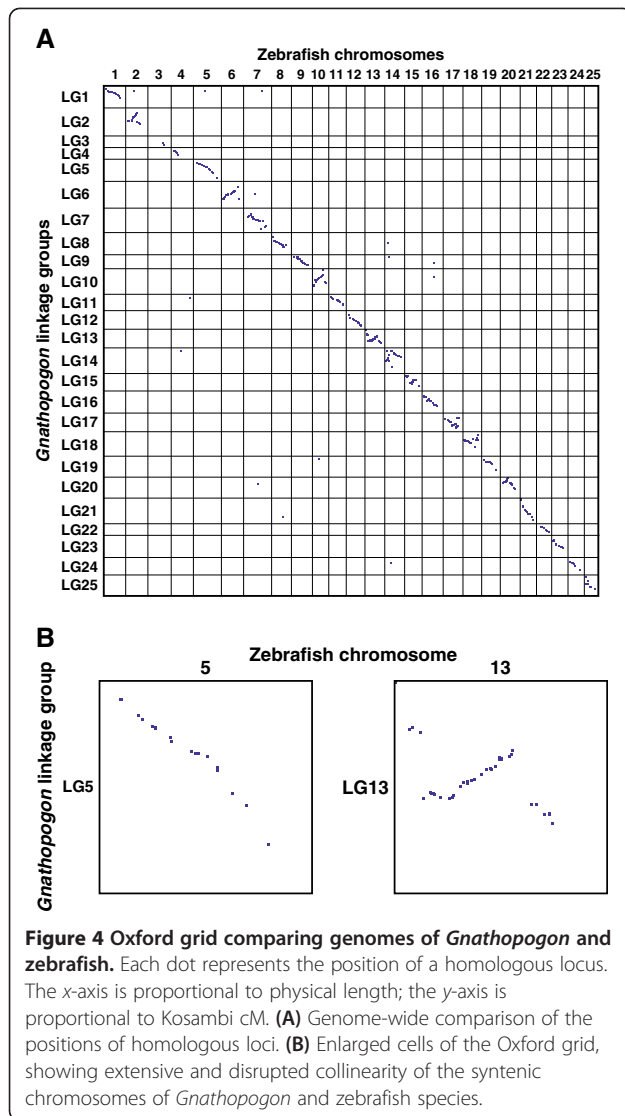 A
Zebrafish chromosomes
1 2 3 4 5 6 7 8 9 10 11 12 13 14 15 16 17 18 19 20 21 22 23 24 25
Gnathopogon linkage groups
LG1
LG2
LG3
LG4
LG5
LG6
LG7
LG8
LG9
LG10
LG11
LG12
LG13
LG14
LG15
LG16
LG17
LG18
LG19
LG20
LG21
LG22
LG23
LG24
LG25
B
Zebrafish chromosome
5 13
Gnathopogon linkage group
LG5
LG13
Figure 4 Oxford grid comparing genomes of Gnathopogon and
zebrafish. Each dot represents the position of a homologous locus.
The x-axis is proportional to physical length; the y-axis is
proportional to Kosambi cM. (A) Genome-wide comparison of the
positions of homologous loci. (B) Enlarged cells of the Oxford grid,
showing extensive and disrupted collinearity of the syntenic
chromosomes of Gnathopogon and zebrafish species.